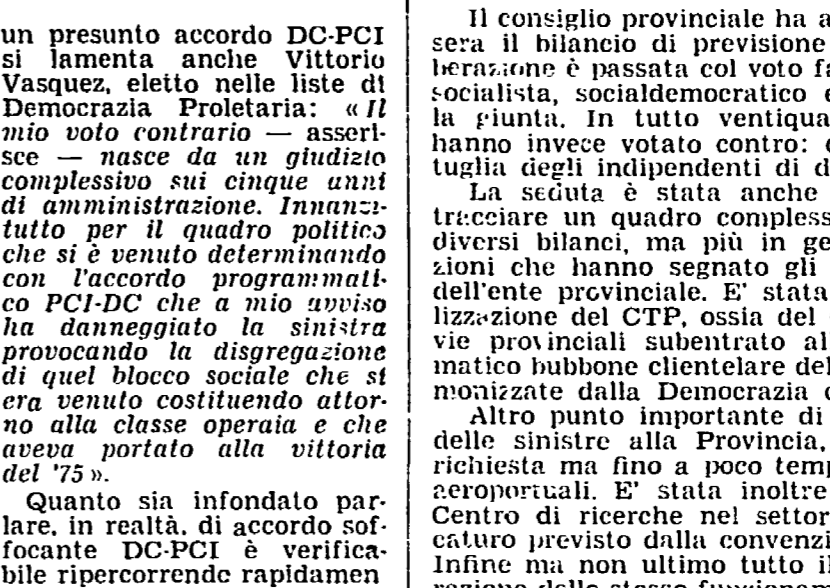 un presunto accordo DC-PCI
si lamenta anche Vittorio
Vasquez, eletto nelle liste di
Democrazia Proletaria: «Il
mio voto contrario — asseri-
sce — nasce da un giudizio
complessivo sui cinque anni
di amministrazione. Innanzi-
tutto per il quadro politico
che si è venuto determinando
con l'accordo programmati-
co PCI-DC che a mio avviso
ha danneggiato la sinistra
provocando la disgregazione
di quel blocco sociale che si
era venuto costituendo attor-
no alla classe operaia e che
aveva portato alla vittoria
del '75».
Quanto sia infondato par-
lare, in realtà, di accordo sof-
focante DC-PCI è verifica-
bile ripercorrendo rapidamen
Il consiglio provinciale ha a
sera il bilancio di previsione
berazione è passata col voto fa
socialista, socialdemocratico e
la giunta. In tutto ventiqua
hanno invece votato contro:
tuglia degli indipendenti di d
La seduta è stata anche
tracciare un quadro compless
diversi bilanci, ma più in ge
zioni che hanno segnato gli
dell'ente provinciale. E' stata
lizzazione del CTP, ossia del
vie provinciali subentrato al
matico bubbone clientelare del
monizzate dalla Democrazia
Altro punto importante di
delle sinistre alla Provincia,
richiesta ma fino a poco temp
aeroportuali. E' stata inoltre
Centro di ricerche nel settor
caturo previsto dalla convenzi
Infine ma non ultimo tutto il
razione delle stesse